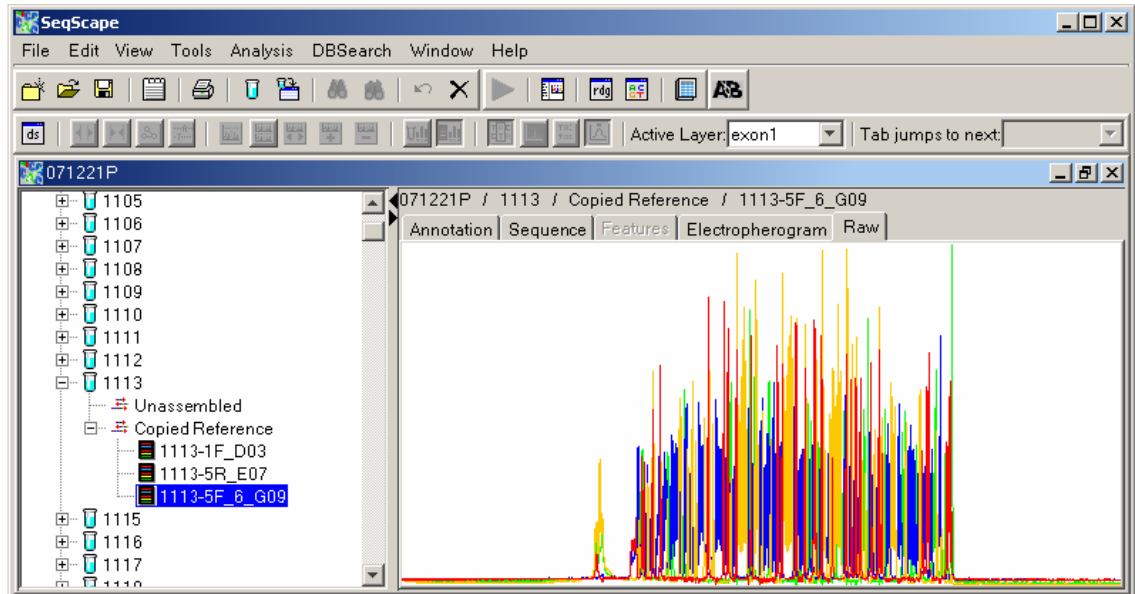 SeqScape
File Edit View Tools Analysis DBSearch Window Help
rdg
ds Active Layer: exon1 Tab jumps to next:
071221P
1105
1106
1107
1108
1109
1110
1111
1112
1113
Unassembled
Copied Reference
1113-1F_D03
1113-5R_E07
1113-5F_6_G09
1115
1116
1117
071221P / 1113 / Copied Reference / 1113-5F_6_G09
Annotation Sequence Features Electropherogram Raw